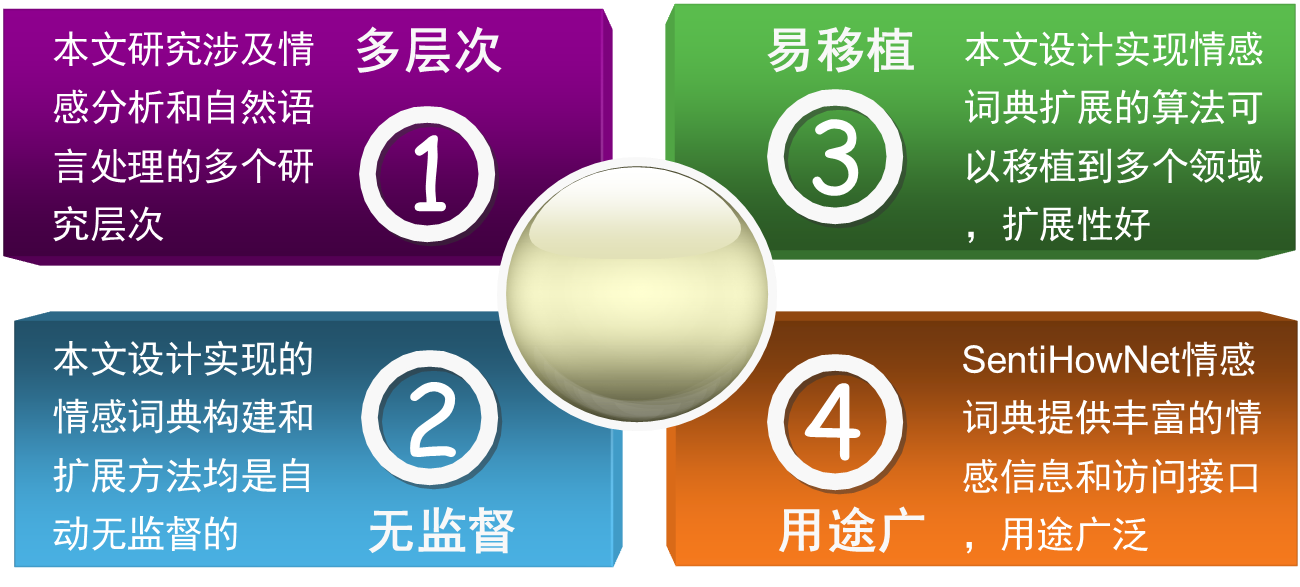 本文研究涉及情
感分析和自然语
言处理的多个研
究层次
多层次
1
本文设计实现的
情感词典构建和
扩展方法均是自
动无监督的
2
无监督
易移植
3
本文设计实现情感
词典扩展的算法可
以移植到多个领域
，扩展性好
4
用途广
SentiHowNet情感
词典提供丰富的情
感信息和访问接口
，用途广泛